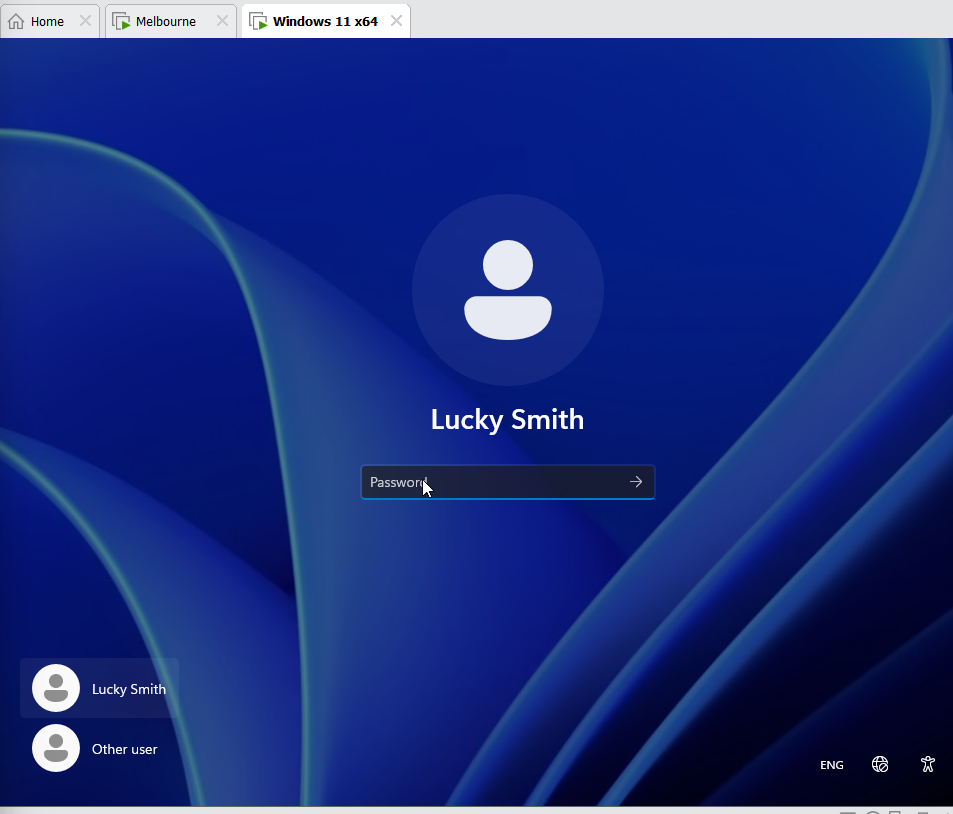 Home
Melbourne
Windows 11 x64
Lucky Smith
Password
Lucky Smith
Other user
ENG